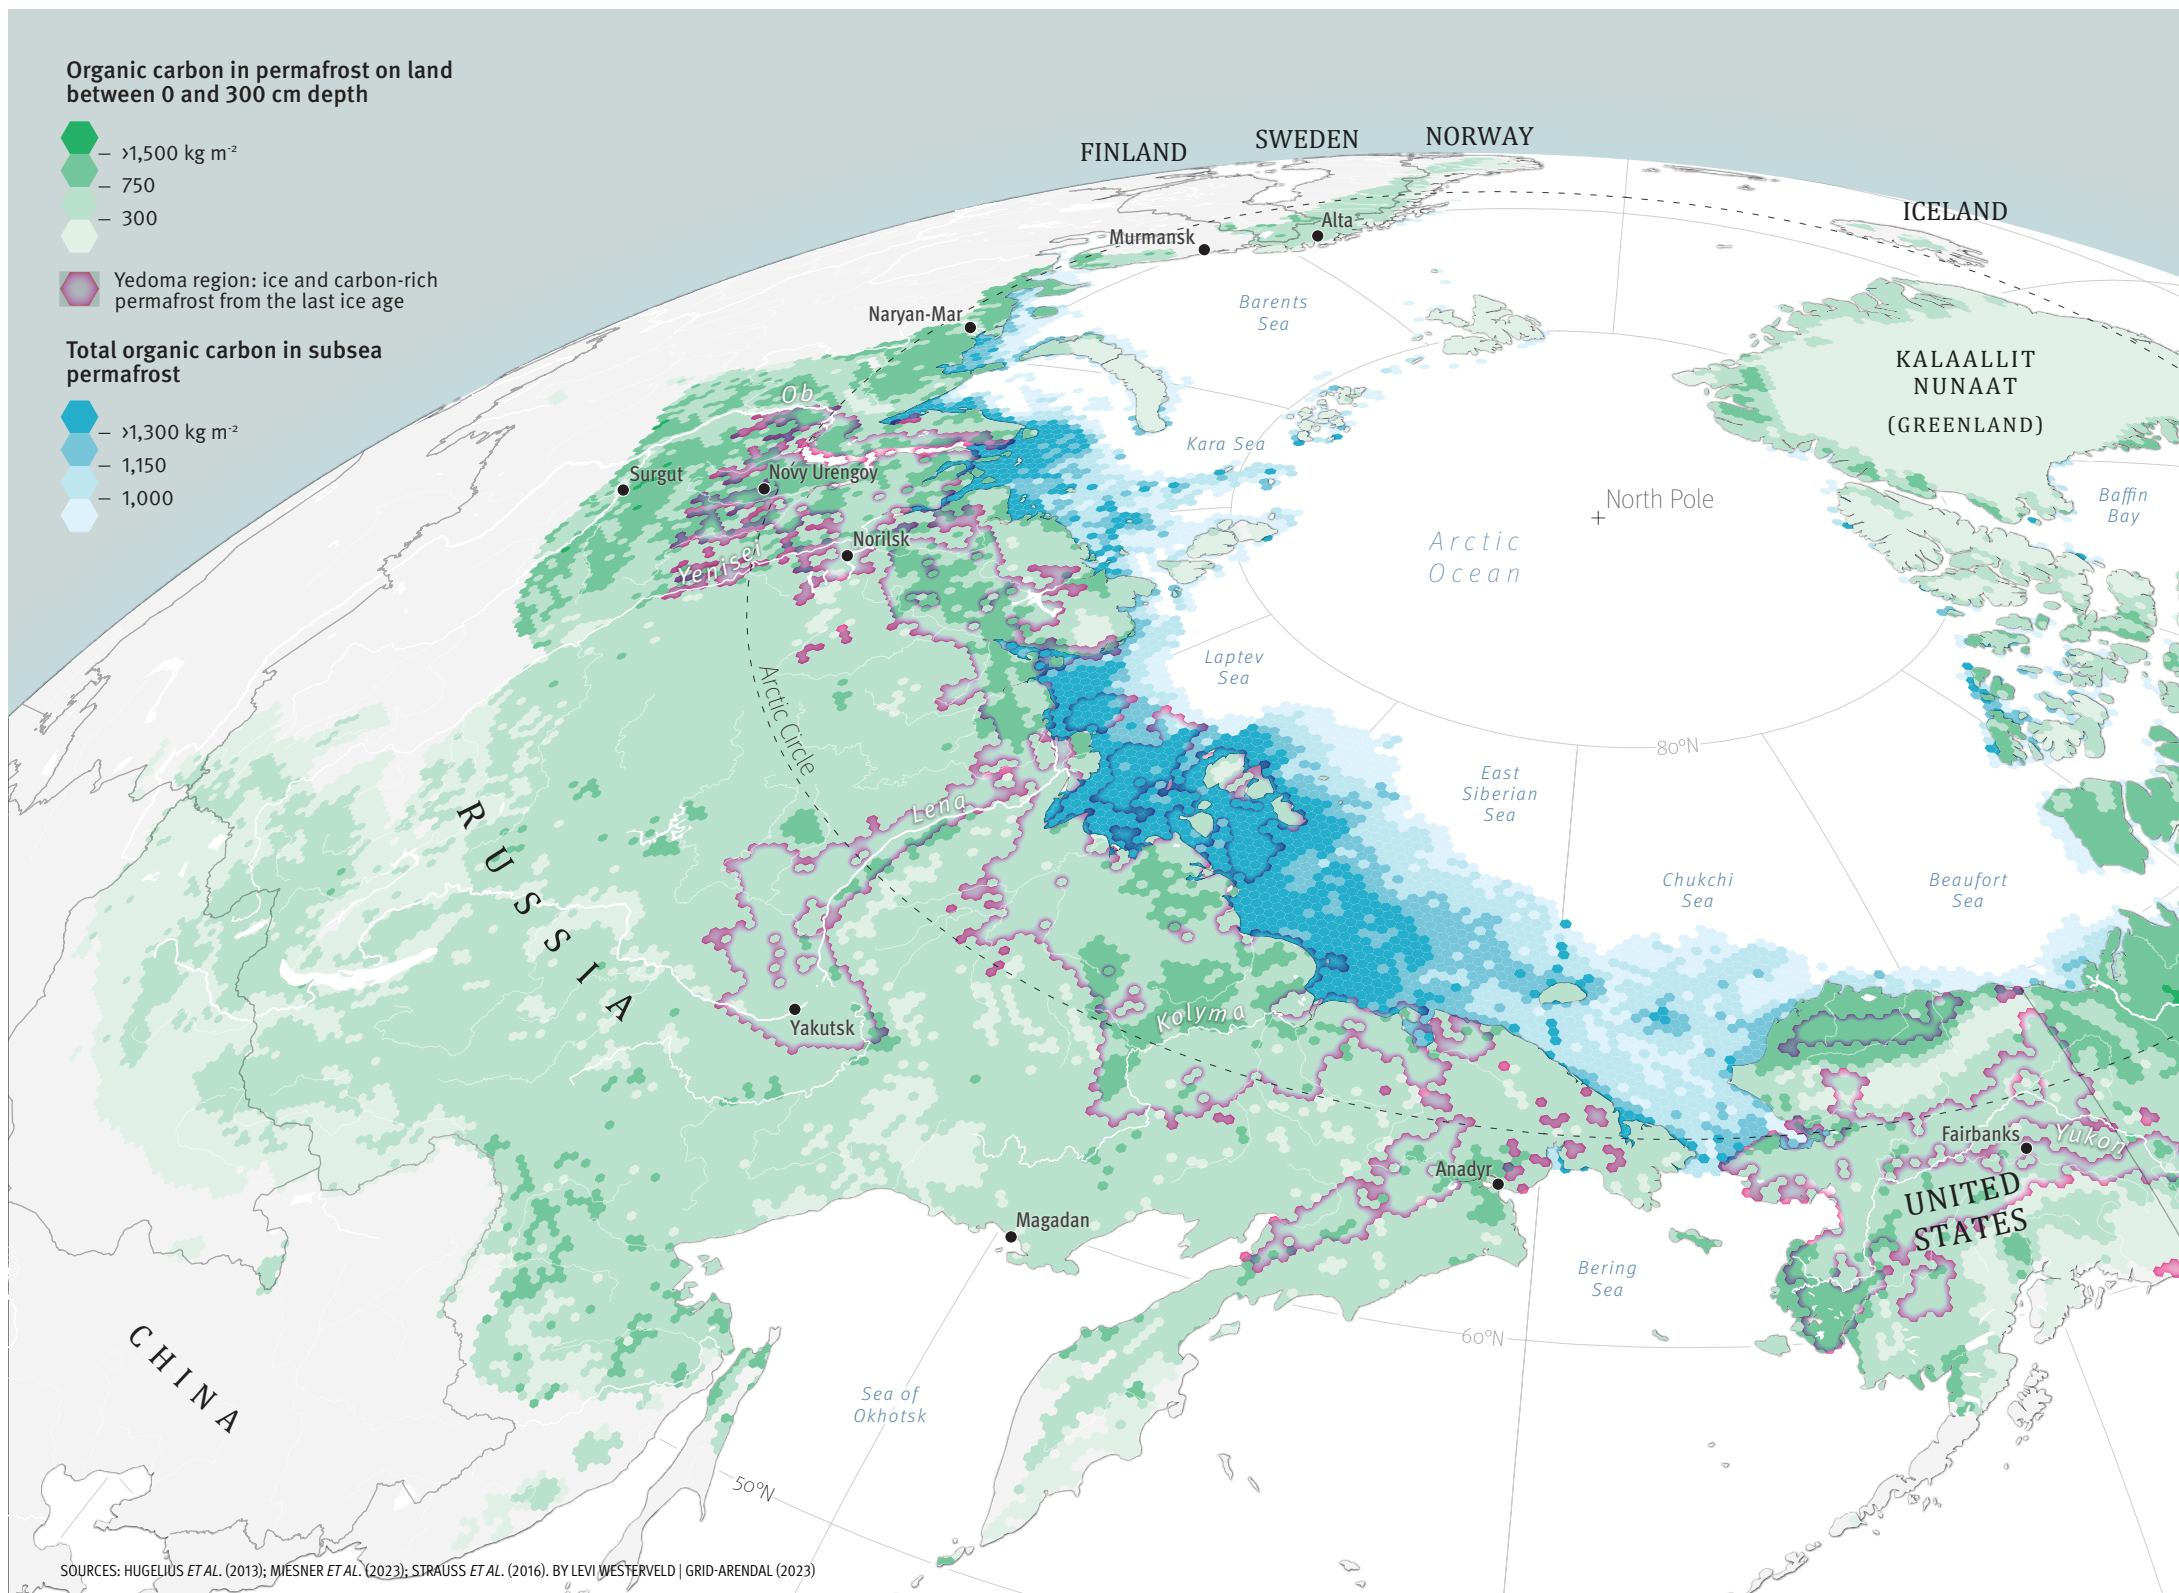 Organic carbon in permafrost on land
between 0 and 300 cm depth
>1,500 kg m⁻²
750
300
Yedoma region: ice and carbon-rich
permafrost from the last ice age
Total organic carbon in subsea
permafrost
>1,300 kg m⁻²
1,150
1,000
FINLAND
SWEDEN
NORWAY
ICELAND
Murmansk
Alta
Naryan-Mar
Barents
Sea
KALAALLIT
NUNAAT
(GREENLAND)
Ob
Kara Sea
Surgut
Novy Urengoy
North Pole
Baffin
Bay
Norilsk
Yenisei
Arctic
Ocean
Laptev
Sea
Arctic Circle
80°N
East
Siberian
Sea
Lena
RUSSIA
Chukchi
Sea
Beaufort
Sea
Yakutsk
Kolyma
Fairbanks
Yukon
Anadyr
UNITED
STATES
Magadan
Bering
Sea
60°N
CHINA
Sea of
Okhotsk
50°N
SOURCES: HUGELIUS ET AL. (2013); MIESNER ET AL. (2023); STRAUSS ET AL. (2016). BY LEVI WESTERVELD | GRID-ARENDAL (2023)